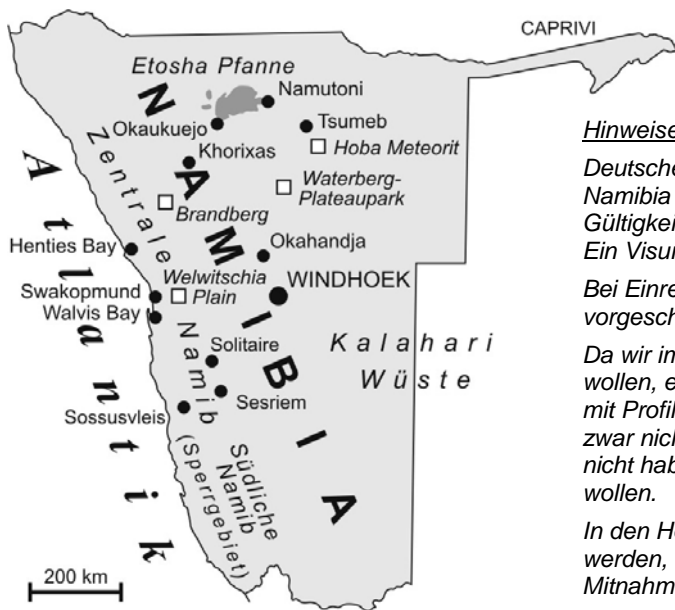 CAPRIVI
Etosha Pfanne
Namutoni
Okaukuejo
Tsumeb
Hoba Meteorit
Khorixas
Waterberg-
Plateaupark
Brandberg
Zentrale Namib
NAMIBIA
Atlantik
Henties Bay
Okahandja
Welwitschia
Plain
WINDHOEK
Swakopmund
Walvis Bay
Kalahari
Wüste
Solitaire
Sesriem
Sossusvleis
Südliche
Namib
(Sperrgebiet)
200 km
Hinweise
Deutsche
Namibia
Gültigkei
Ein Visur
Bei Einre
vorgesch
Da wir in
wollen, e
mit Profil
zwar nicl
nicht hab
wollen.
In den H
werden,
Mitnahm